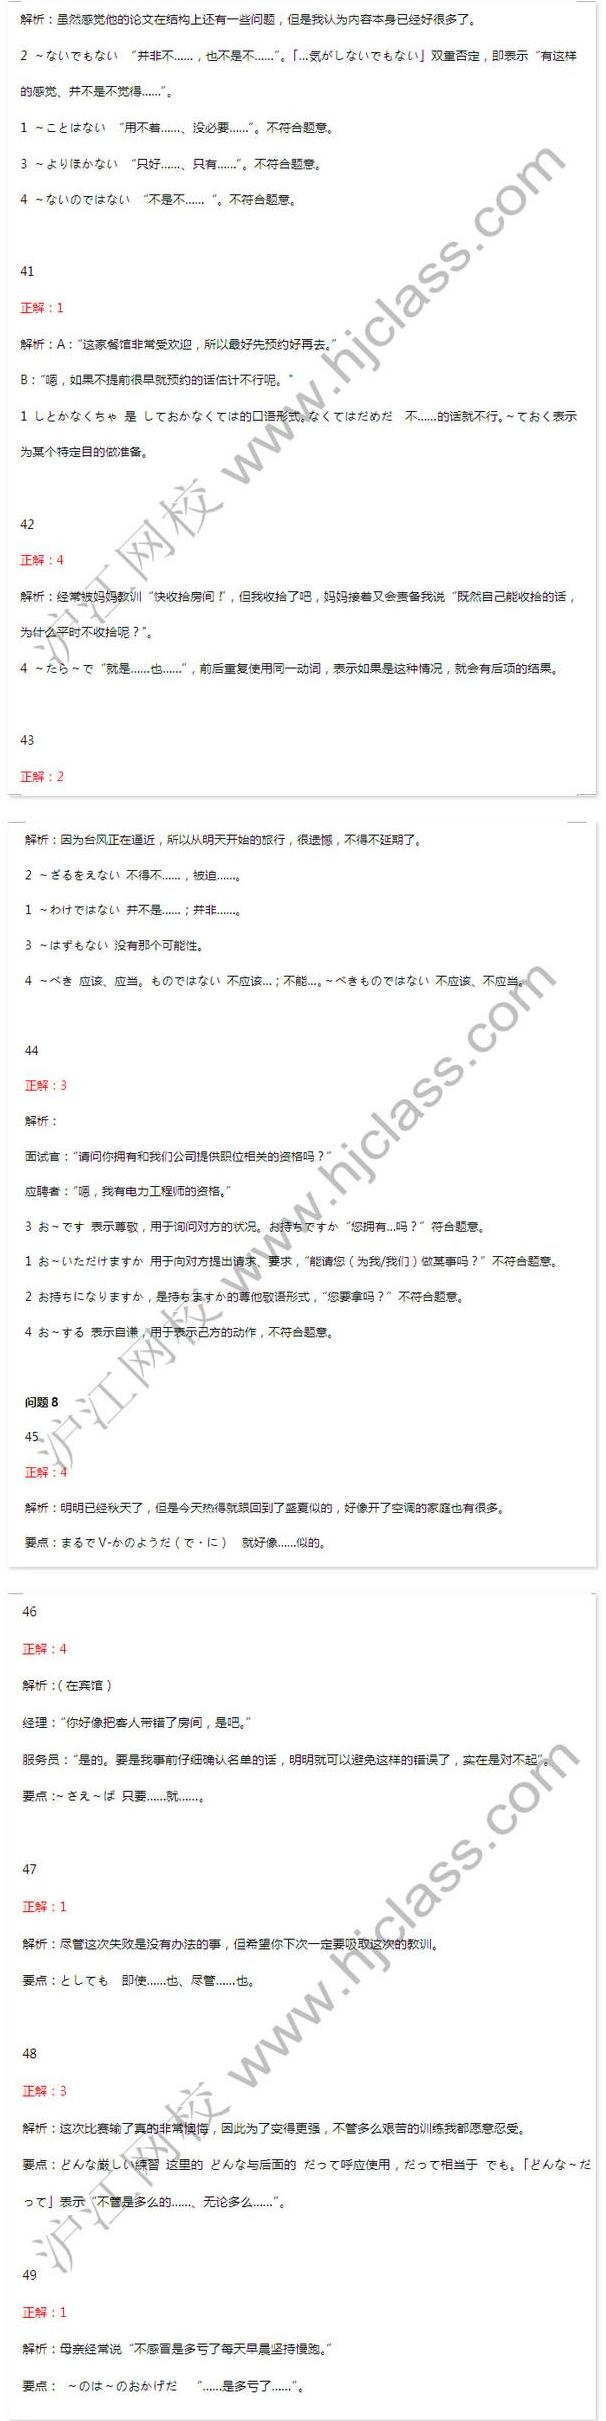 解析：虽然感觉他的论文在结构上还有一些问题，但是我认为内容本身已经好很多了。
2 ～ないでもない “并非不……，也不是不……”。「…気がしないでもない」双重否定，即表示“有这样
的感觉、并不是不觉得……”。
1 ～ことはない “用不着……、没必要……”。不符合题意。
3 ～よりほかない “只好……、只有……”。不符合题意。
4 ～ないのではない “不是不…… ”。不符合题意。
41
正解：1
解析：A：“这家餐馆非常受欢迎，所以最好先预约好再去。”
B：“嗯，如果不提前很早就预约的话估计不行呢。”
1 しとかなくちゃ 是 しておかなくては的口语形式。なくてはだめだ 不……的话就不行。～ておく表示
为某个特定目的做准备。
42
正解：4
解析：经常被妈妈教训“快收拾房间！”，但我收拾了吧，妈妈接着又会责备我说“既然自己能收拾的话，
为什么平时不收拾呢？”。
4 ～たら～で “就是……也……”，前后重复使用同一动词，表示如果是这种情况，就会有后项的结果。
43
正解：2
解析：因为台风正在逼近，所以从明天开始的旅行，很遗憾，不得不延期了。
2 ～ざるをえない 不得不……，被迫……。
1 ～わけではない 并不是……；并非……。
3 ～はずもない 没有那个可能性。
4 ～べき 应该、应当。ものではない 不应该…；不能…。～べきものではない 不应该、不应当。
44
正解：3
解析：
面试官：“请问你拥有和我们公司提供职位相关的资格吗？”
应聘者：“嗯，我有电力工程师的资格。”
3 お～です 表示尊敬，用于询问对方的状况。お持ちですか “您拥有…吗？” 符合题意。
1 お～いただけますか 用于向对方提出请求、要求，“能请您（为我/我们）做某事吗？” 不符合题意。
2 お持ちになりますか，是持ちますか的尊他敬语形式，“您要拿吗？” 不符合题意。
4 お～する 表示自谦，用于表示己方的动作，不符合题意。
问题 8
45
正解：4
解析：明明已经秋天了，但是今天热得就跟回到了盛夏似的，好像开了空调的家庭也有很多。
要点：まるで V-かのようだ（で・に） 就好像……似的。
46
正解：4
解析：（在宾馆）
经理：“你好像把客人带错了房间，是吧。”
服务员：“是的。要是我事前仔细确认名单的话，明明就可以避免这样的错误了，实在是对不起”。
要点：～さえ～ば 只要……就……。
47
正解：1
解析：尽管这次失败是没有办法的事，但希望你下次一定要吸取这次的教训。
要点：としても 即使……也、尽管……也。
48
正解：3
解析：这次比赛输了真的非常懊悔，因此为了变得更强，不管多么艰苦的训练我都愿意忍受。
要点：どんな厳しい練習 这里的 どんな与后面的 だって呼应使用，だって相当于 でも。「どんな～だ
って」表示“不管是多么的……、无论多么……”。
49
正解：1
解析：母亲经常说“不感冒是多亏了每天早晨坚持慢跑。”
要点： ～のは～のおかげだ “……是多亏了……”。
沪江网校 www.hjclass.com
沪江网校 www.hjclass.com
沪江网校 www.hjclass.com